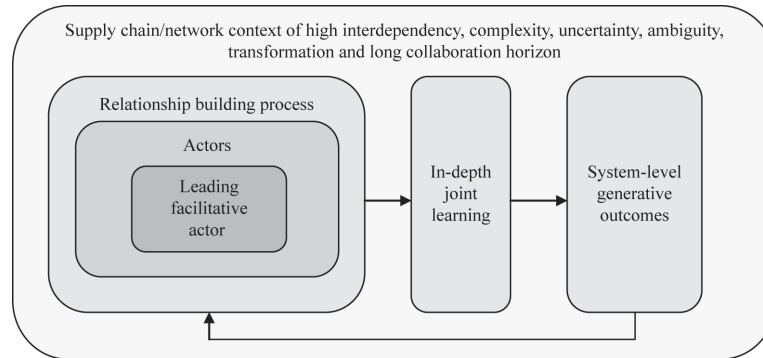 Supply chain/network context of high interdependency, complexity, uncertainty, ambiguity,
transformation and long collaboration horizon
Relationship building process
Actors
Leading
facilitative
actor
In-depth
joint
learning
System-level
generative
outcomes